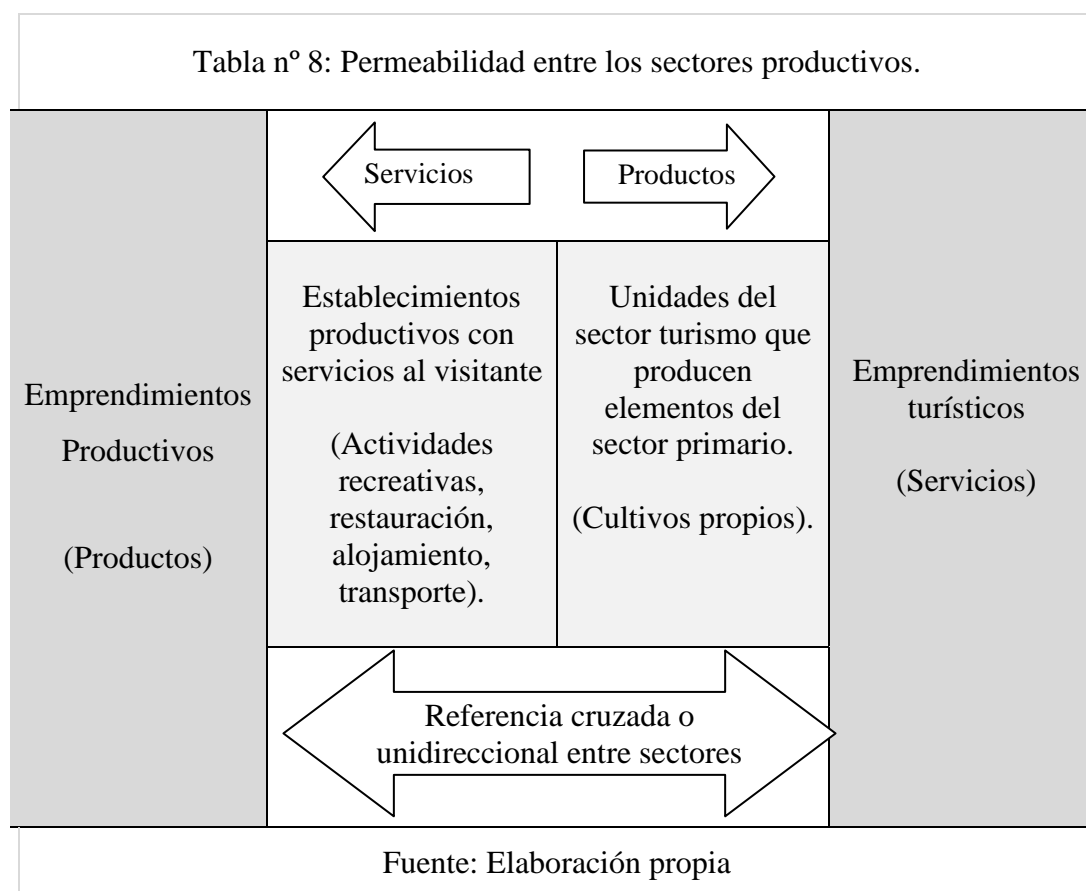 Tabla nº 8: Permeabilidad entre los sectores productivos.
Servicios
Productos
Emprendimientos
Productivos
(Productos)
Establecimientos
productivos con
servicios al visitante
(Actividades
recreativas,
restauración,
alojamiento,
transporte).
Unidades del
sector turismo que
producen
elementos del
sector primario.
(Cultivos propios).
Emprendimientos
turísticos
(Servicios)
Referencia cruzada o
unidireccional entre sectores
Fuente: Elaboración propia